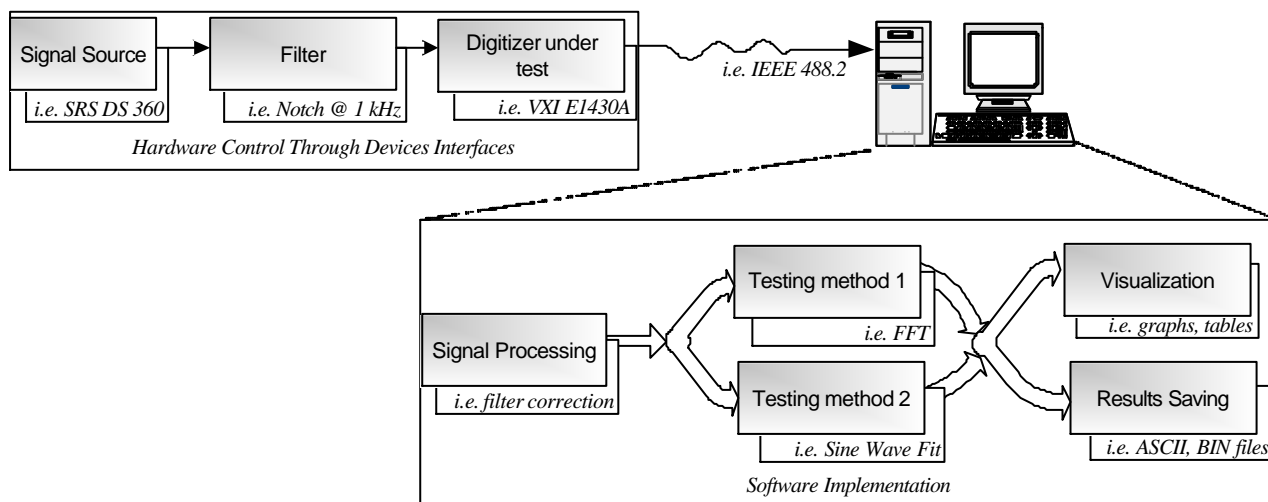 Signal Source
i.e. SRS DS 360
Filter
i.e. Notch @ 1 kHz
Digitizer under
test
i.e. VXI E1430A
i.e. IEEE 488.2
Hardware Control Through Devices Interfaces
Signal Processing
i.e. filter correction
Testing method 1
i.e. FFT
Testing method 2
i.e. Sine Wave Fit
Visualization
i.e. graphs, tables
Results Saving
i.e. ASCII, BIN files
Software Implementation